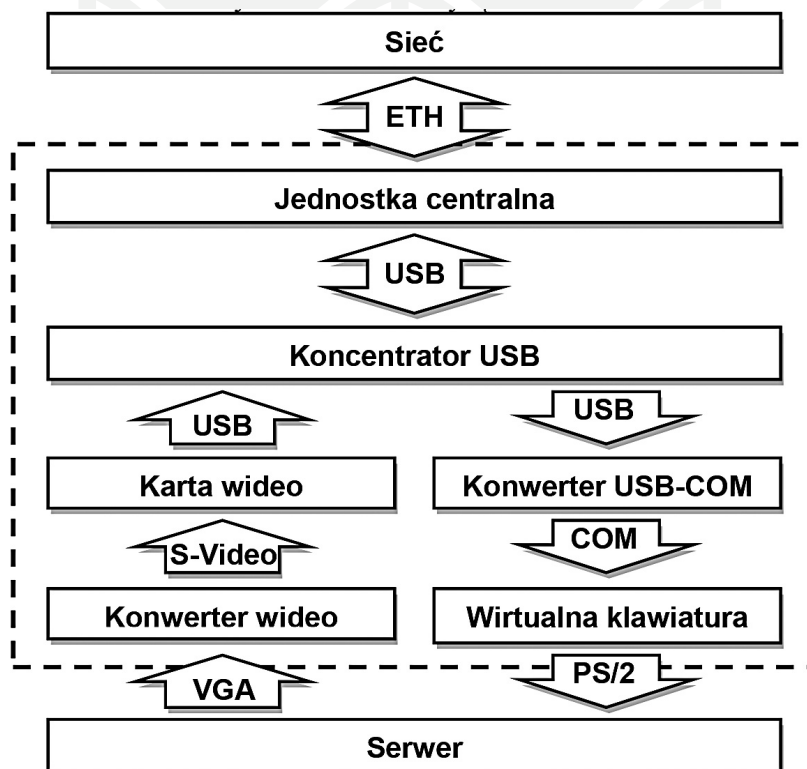 Sieć
ETH
Jednostka centralna
USB
Koncentrator USB
USB
USB
Karta wideo
Konwerter USB-COM
S-Video
COM
Konwerter wideo
Wirtualna klawiatura
VGA
PS/2
Serwer